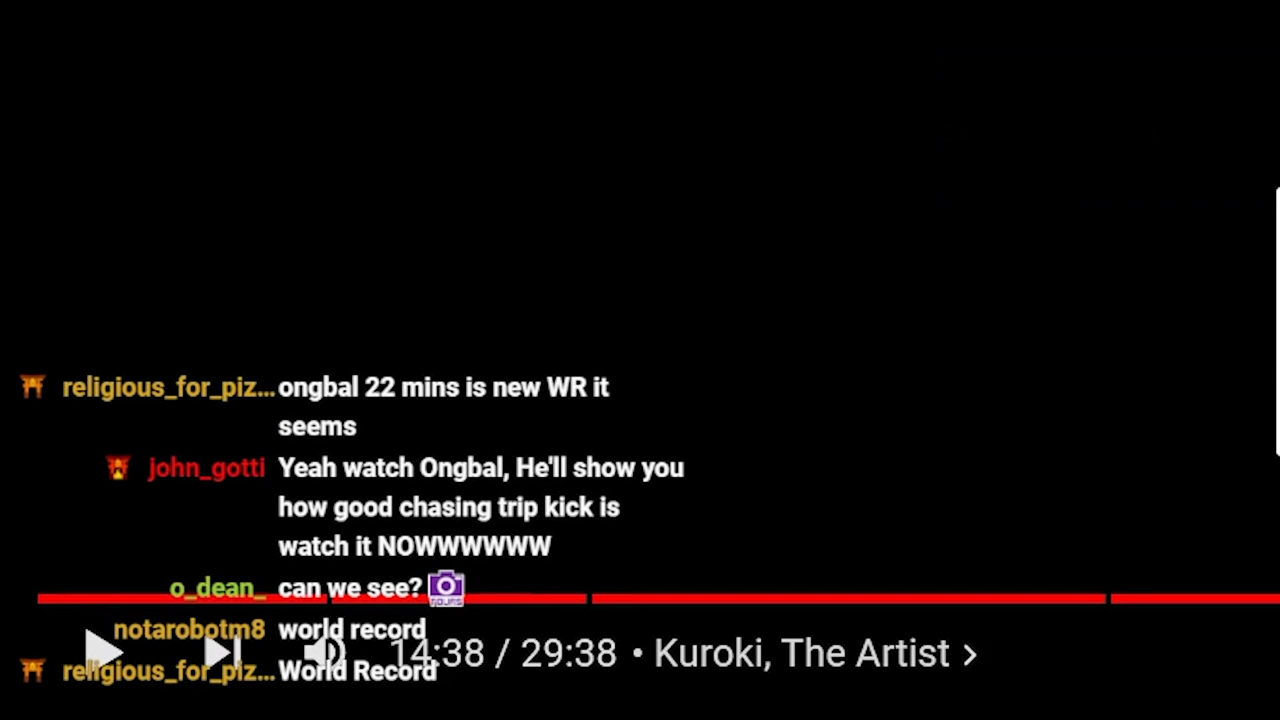 religious_for_piz... ongbal 22 mins is new WR it
seems
john_gotti Yeah watch Ongbal, He'll show you
how good chasing trip kick is
watch it NOWWWWWW
o_dean_ can we see?
notarobotm8 world record
14:38 / 29:38 • Kuroki, The Artist >
religious_for_piz... World Record